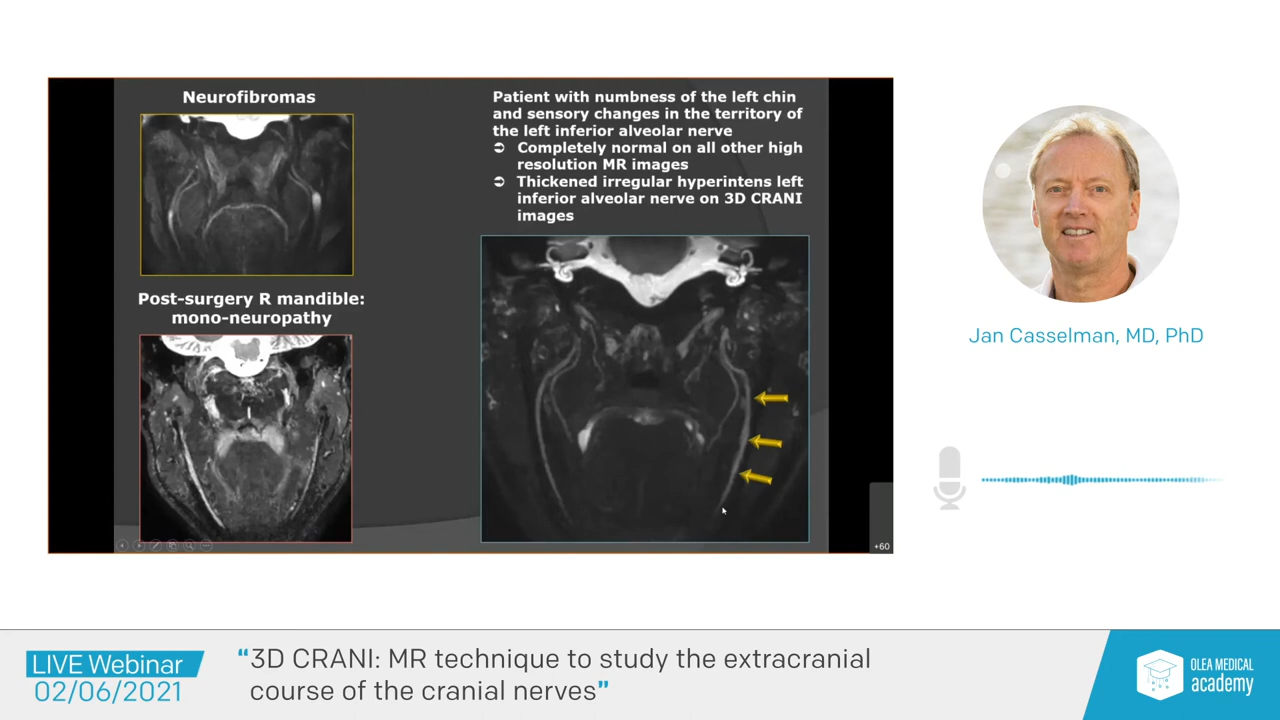 Neurofibromas
Post-surgery R mandible:
mono-neuropathy
Patient with numbness of the left chin
and sensory changes in the territory of
the left inferior alveolar nerve
➲ Completely normal on all other high
resolution MR images
➲ Thickened irregular hyperintens left
inferior alveolar nerve on 3D CRANI
images
+60
Jan Casselman, MD, PhD
LIVE Webinar
02/06/2021
“3D CRANI: MR technique to study the extracranial
course of the cranial nerves”
OLEA MEDICAL
academy